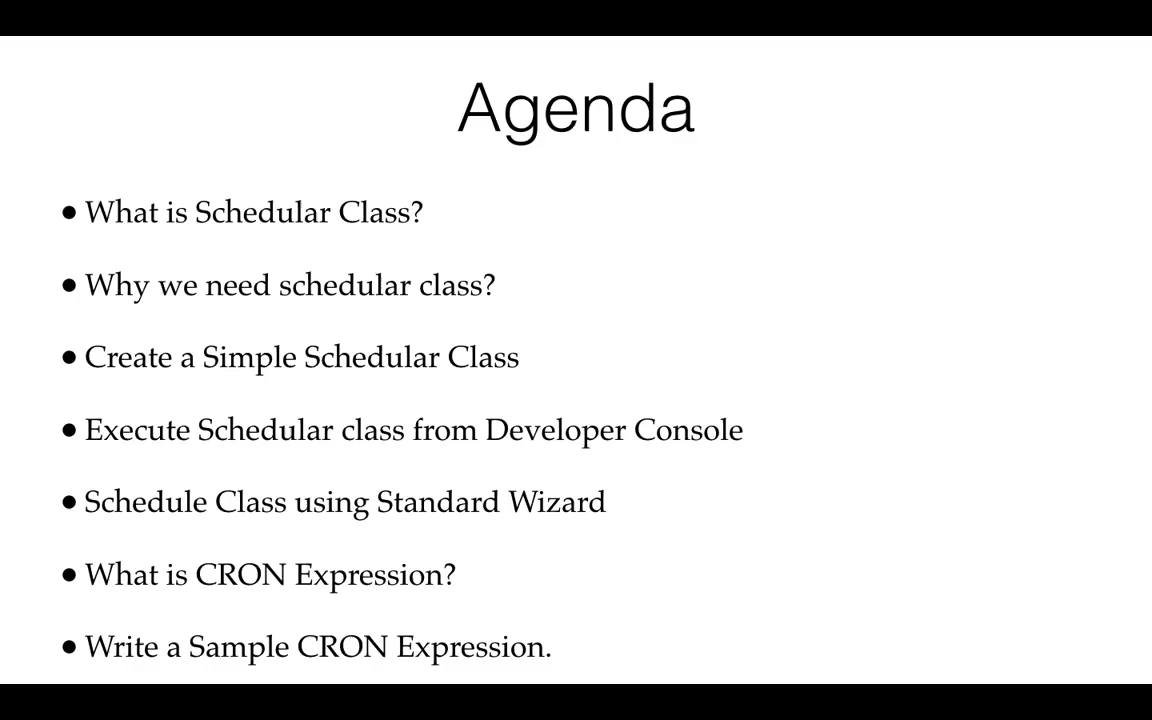 Agenda
• What is Schedular Class?
• Why we need schedular class?
• Create a Simple Schedular Class
• Execute Schedular class from Developer Console
• Schedule Class using Standard Wizard
• What is CRON Expression?
• Write a Sample CRON Expression.